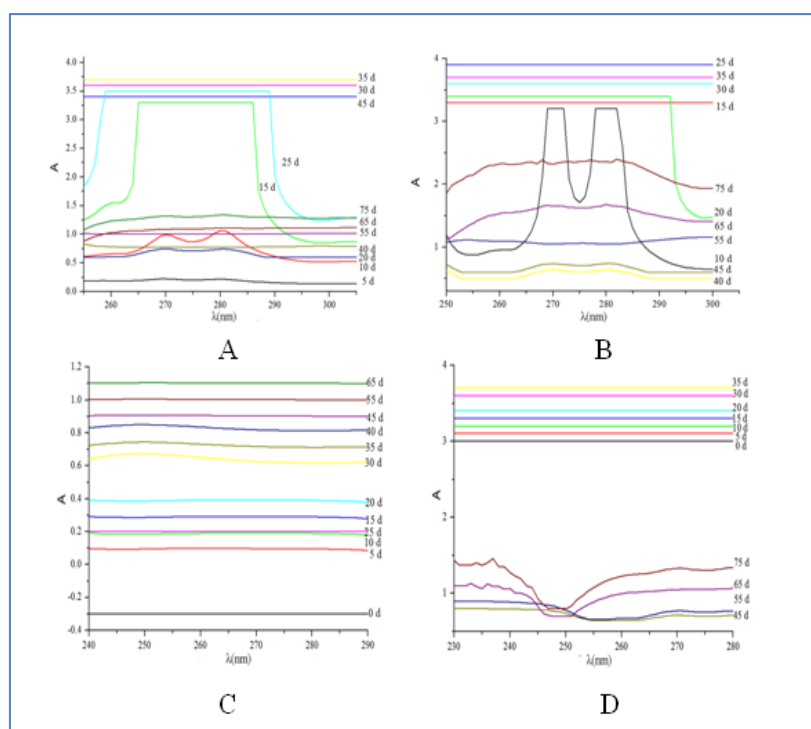 4.0
3.5
3.0
2.5
2.0
1.5
1.0
0.5
0.0
A
260
270
280
290
300
λ(nm)
35 d
30 d
45 d
25 d
15 d
75 d
65 d
55 d
40 d
20 d
10 d
5 d
A
4
3
2
1
A
250
260
270
280
290
300
λ(nm)
25 d
35 d
30 d
15 d
75 d
20 d
65 d
55 d
10 d
45 d
40 d
B
1.2
1.0
0.8
0.6
0.4
0.2
0.0
-0.2
-0.4
A
240
250
260
270
280
290
λ(nm)
65 d
55 d
45 d
40 d
35 d
30 d
20 d
15 d
25 d
10 d
5 d
0 d
C
4
3
1
A
230
240
250
260
270
280
λ(nm)
35 d
30 d
20 d
15 d
10 d
5 d
0 d
75 d
65 d
55 d
45 d
D